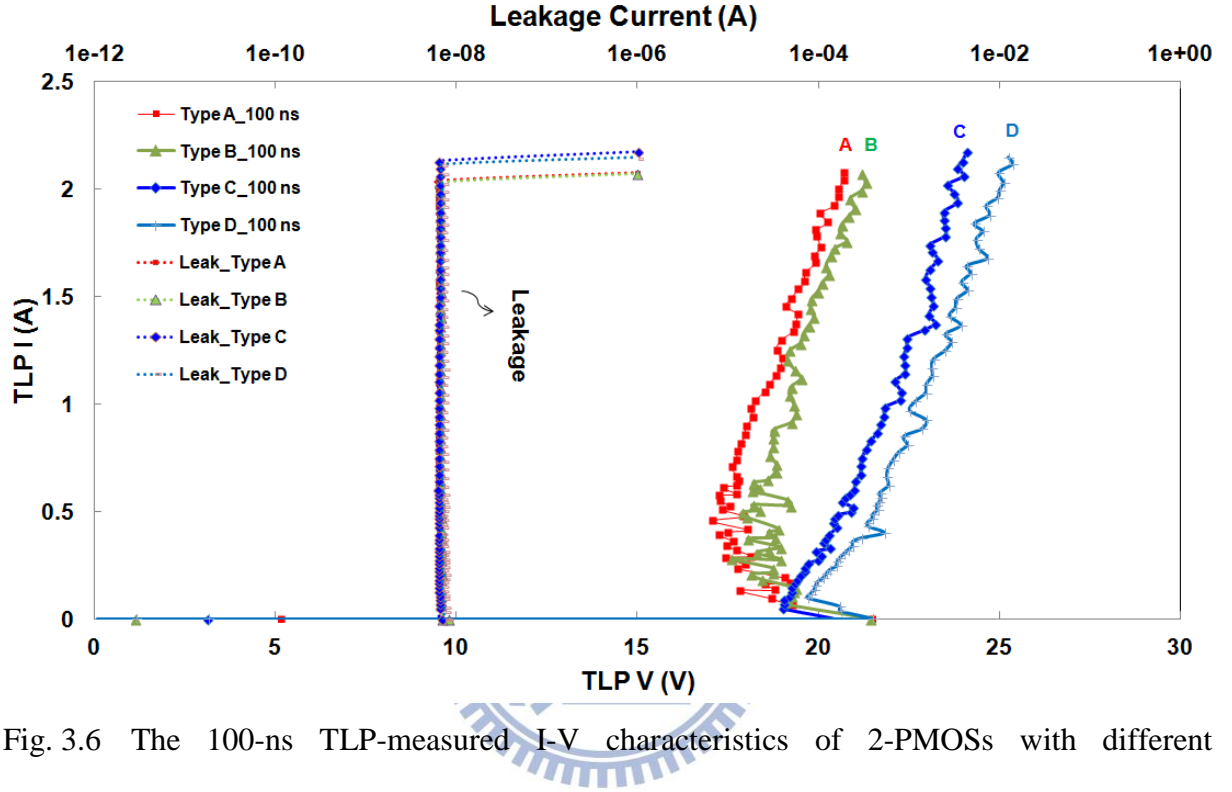 Leakage Current (A)
1e-12 1e-10 1e-08 1e-06 1e-04 1e-02 1e+00
2.5
2
1.5
1
0.5
0
TLP I (A)
Type A_100 ns
Type B_100 ns
Type C_100 ns
Type D_100 ns
Leak_Type A
Leak_Type B
Leak_Type C
Leak_Type D
Leakage
A
B
C
D
0 5 10 15 20 25 30
TLP V (V)
Fig. 3.6 The 100-ns TLP-measured I-V characteristics of 2-PMOSs with different